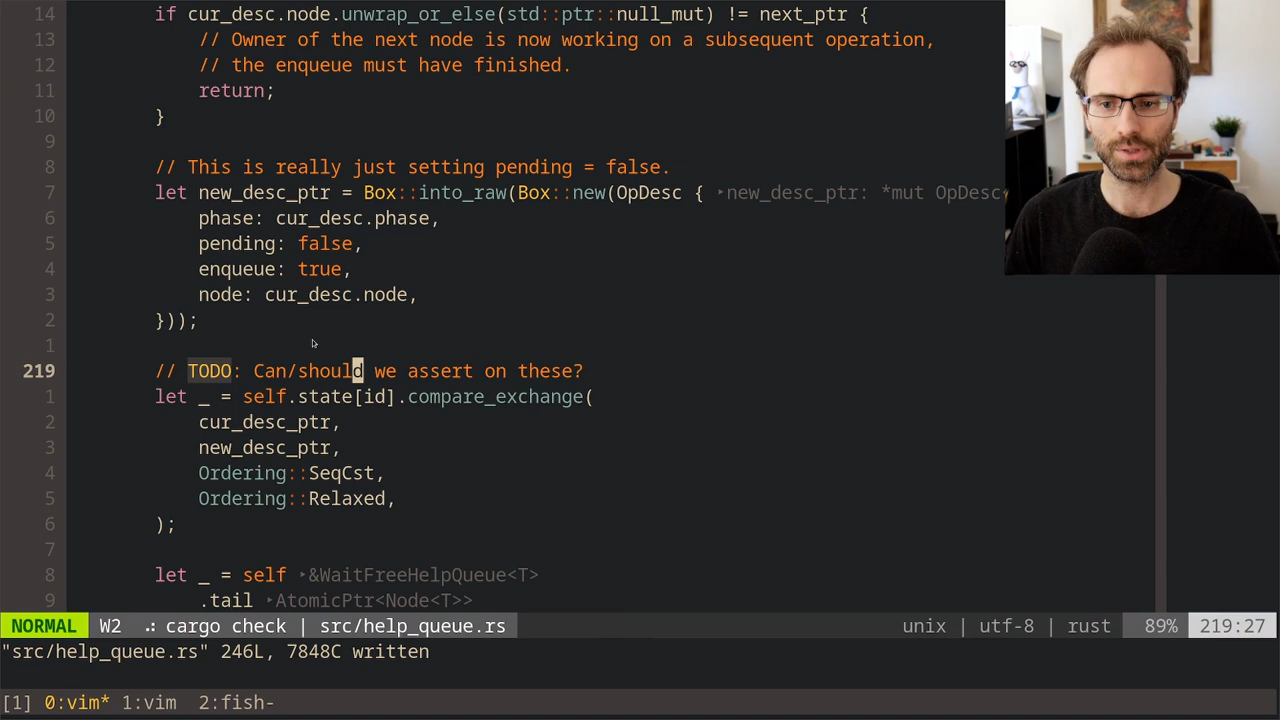 14 if cur_desc.node.unwrap_or_else(std::ptr::null_mut) != next_ptr {
13 // Owner of the next node is now working on a subsequent operation,
12 // the enqueue must have finished.
11 return;
10 }
9
8 // This is really just setting pending = false.
7 let new_desc_ptr = Box::into_raw(Box::new(OpDesc { ‣new_desc_ptr: *mut OpDesc
6 phase: cur_desc.phase,
5 pending: false,
4 enqueue: true,
3 node: cur_desc.node,
2 }));
1
219 // TODO: Can/should we assert on these?
1 let _ = self.state[id].compare_exchange(
2 cur_desc_ptr,
3 new_desc_ptr,
4 Ordering::SeqCst,
5 Ordering::Relaxed,
6 );
7
8 let _ = self ‣&WaitFreeHelpQueue<T>
9 .tail ‣AtomicPtr<Node<T>>
NORMAL W2 .: cargo check | src/help_queue.rs unix | utf-8 | rust 89% 219:27
"src/help_queue.rs" 246L, 7848C written
[1] 0:vim* 1:vim 2:fish-